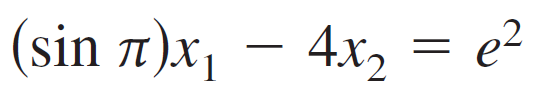 (sin π)x₁ − 4x₂ = e²